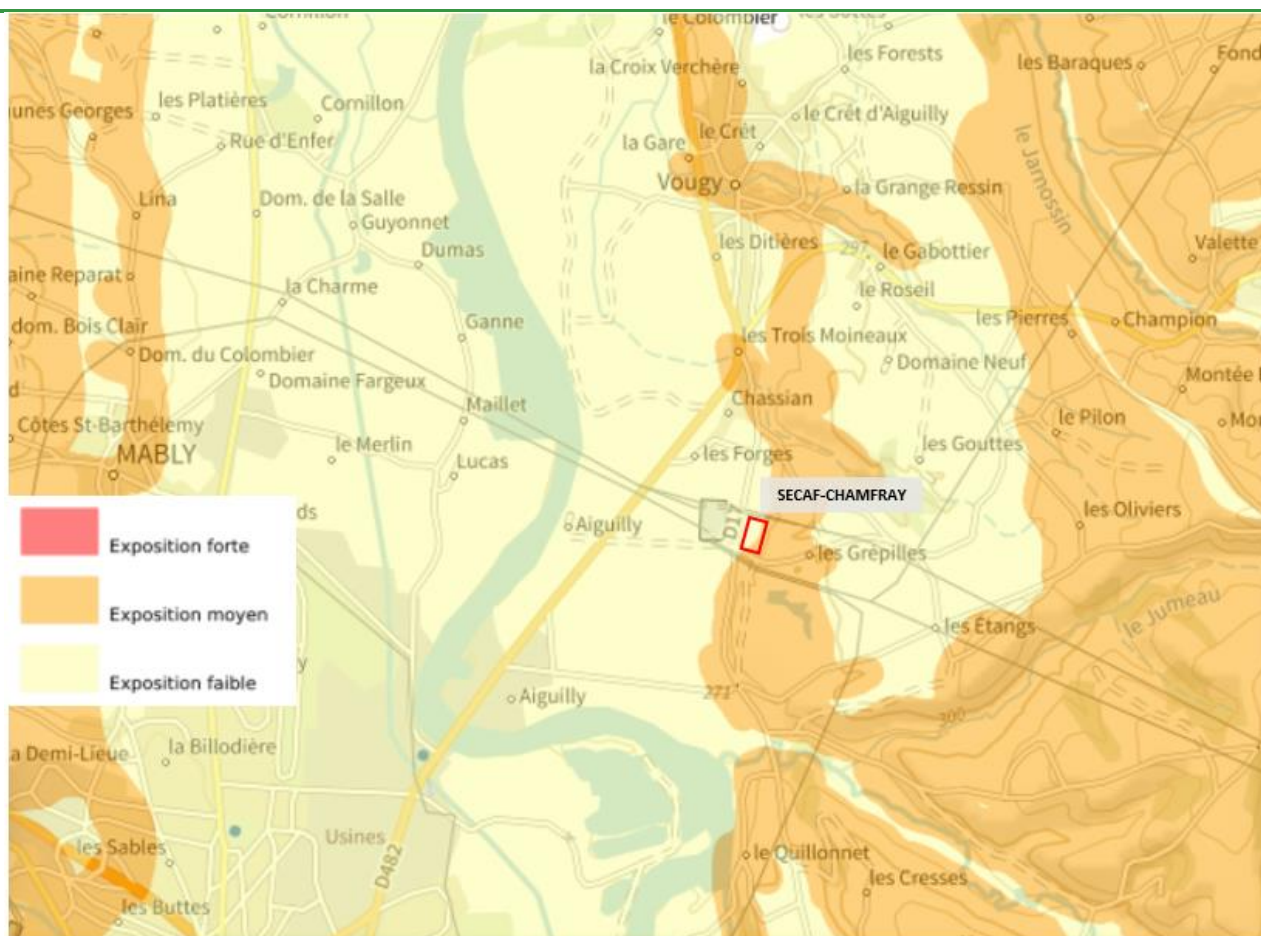 le Colombier
les Forests
la Croix Verchère
les Baraques
Fond
les Platières
Cornillon
unes Georges
le Crêt d'Aiguilly
Rue d'Enfer
la Gare
le Crêt
le Jarnossin
Vougy
la Grange Ressin
Lina
Dom. de la Salle
Guyonnet
les Ditières
297
le Gabottier
Valette
Dumas
aine Reparat
la Charme
le Roseil
dom. Bois Clair
Ganne
les Pierres
Champion
les Trois Moineaux
Dom. du Colombier
Domaine Neuf
Domaine Fargeux
Montée
d
Maillet
Chassian
Côtes St-Barthélemy
le Pilon
Mo
MABLY
le Merlin
les Forges
les Gouttes
Lucas
SECAF-CHAMFRAY
ds
D17
les Oliviers
Aiguilly
les Grépilles
Exposition forte
Exposition moyen
Exposition faible
le Jumeau
les Étangs
y
Aiguilly
271
300
a Demi-Lieue
la Billodière
Usines
D482
les Sables
le Quillonnet
les Cresses
les Buttes